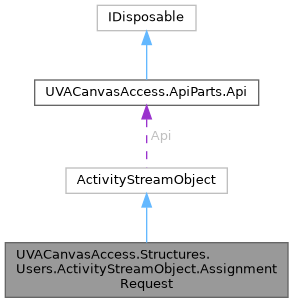 IDisposable
UVACanvasAccess.ApiParts.Api
Api
ActivityStreamObject
UVACanvasAccess.Structures.
Users.ActivityStreamObject.Assignment
Request